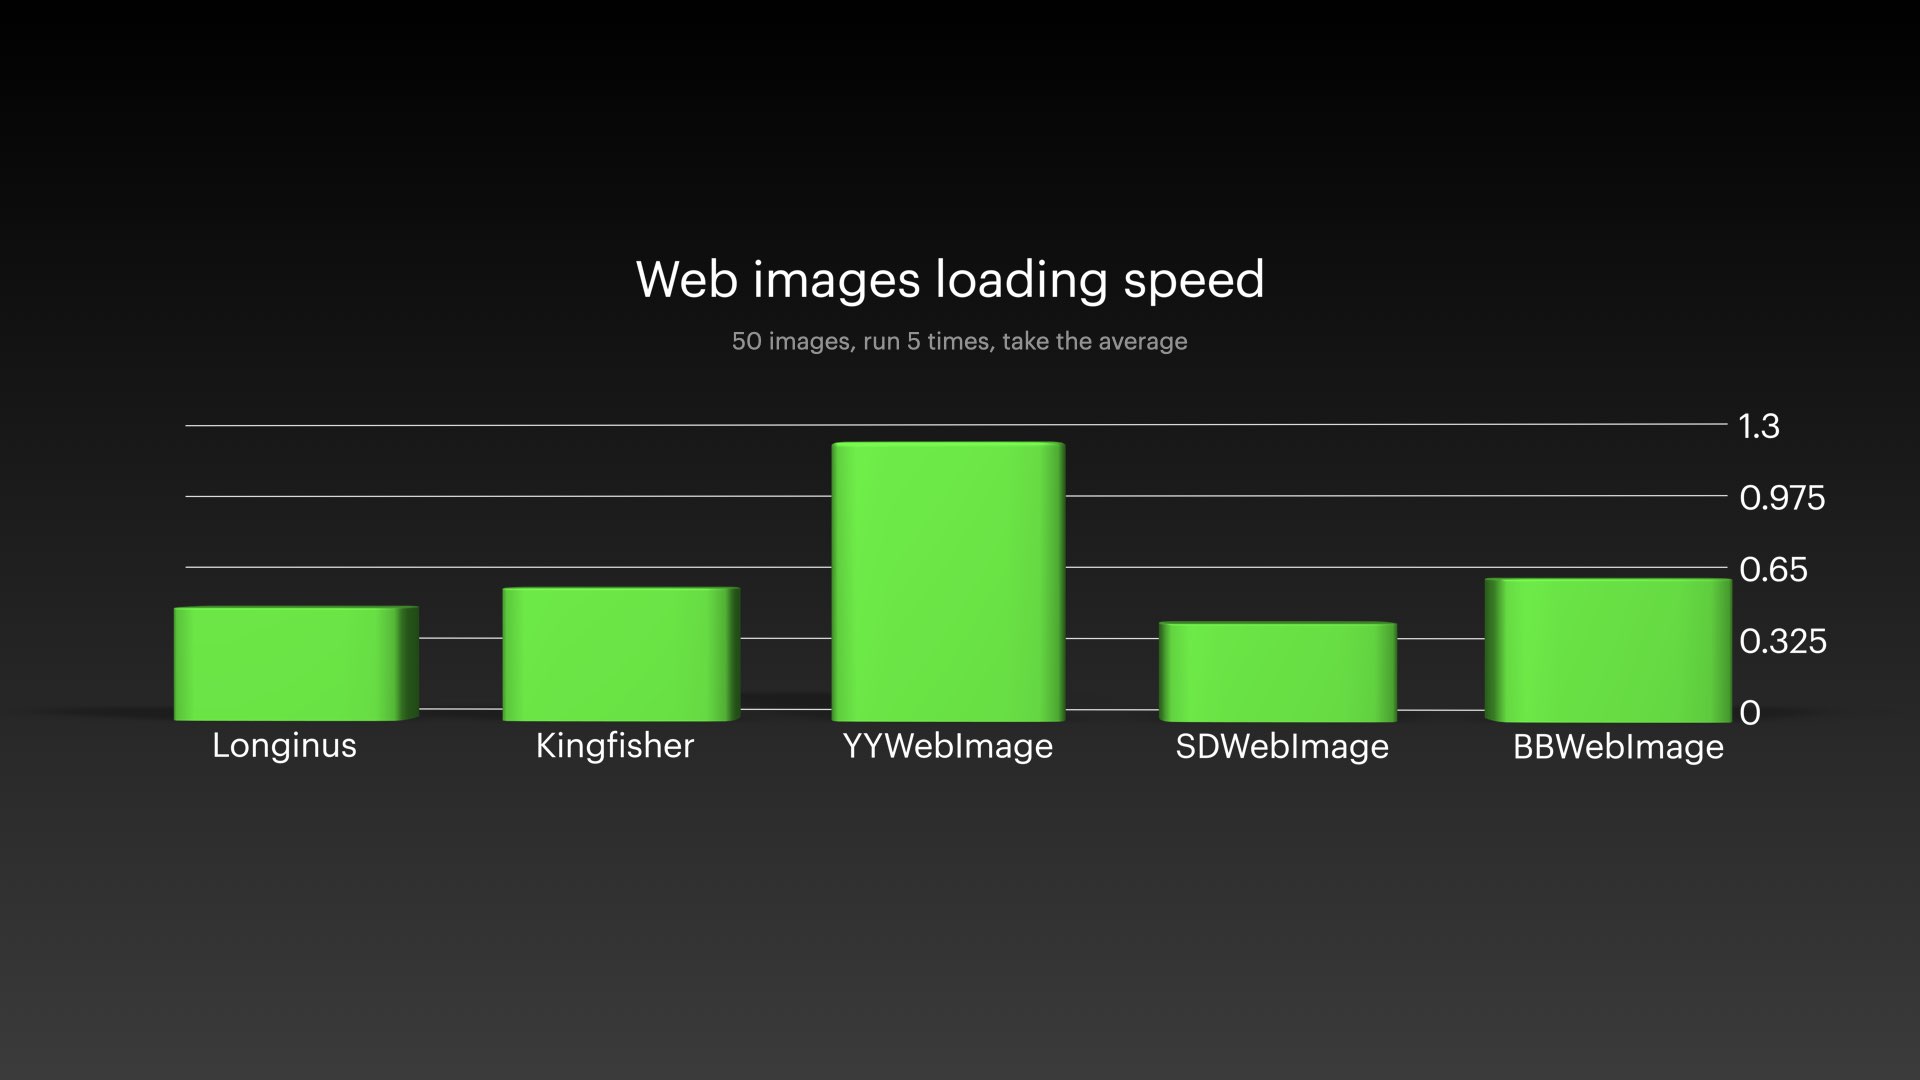 Web images loading speed
50 images, run 5 times, take the average
1.3
0.975
0.65
0.325
0
Longinus Kingfisher YYWebImage SDWebImage BBWebImage